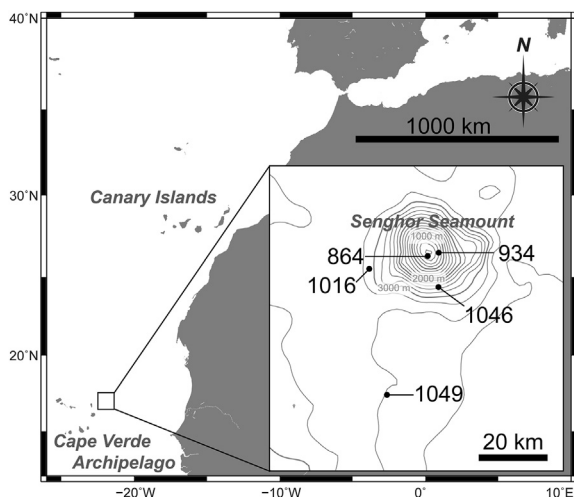 40°N
N
1000 km
30°N
Canary Islands
Senghor Seamount
1000 m
864
934
1016
2000 m
3000 m
1046
20°N
1049
Cape Verde
Archipelago
20 km
−20°W
−10°W
0°
10°E